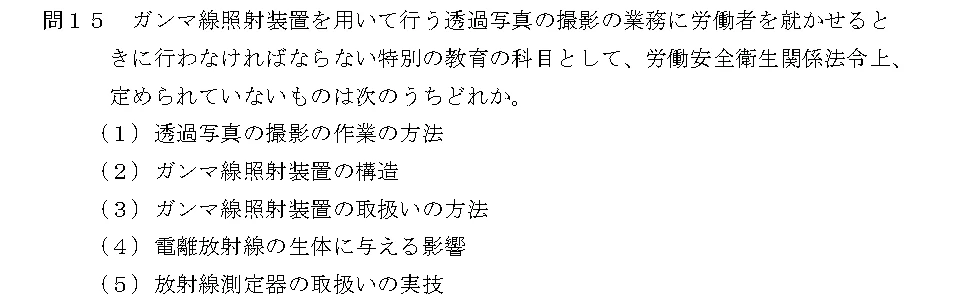 問１５　ガンマ線照射装置を用いて行う透過写真の撮影の業務に労働者を就かせると
きに行わなければならない特別の教育の科目として、労働安全衛生関係法令上、
定められていないものは次のうちどれか。
（１）透過写真の撮影の作業の方法
（２）ガンマ線照射装置の構造
（３）ガンマ線照射装置の取扱いの方法
（４）電離放射線の生体に与える影響
（５）放射線測定器の取扱いの実技